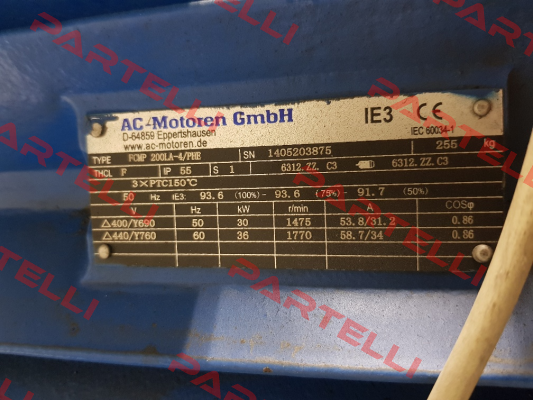 AC-Motoren GmbH
D-64859 Eppertshausen
www.ac-motoren.de
IE3 CE
IEC 60034-1
TYPE FCMP 200LA-4/PHE SN 1405203875 255 kg
THCL F IP 55 S 1 6312.ZZ.C3 6312.ZZ.C3
3×PTC150℃
50 Hz IE3: 93.6 (100%)- 93.6 (75%)- 91.7 (50%)
V Hz kW r/min A COSφ
△400/Y690 50 30 1475 53.8/31.2 0.86
△440/Y760 60 36 1770 58.7/34 0.86
PARTELLI
PARTELLI
PARTELLI
PARTELLI
PARTELLI